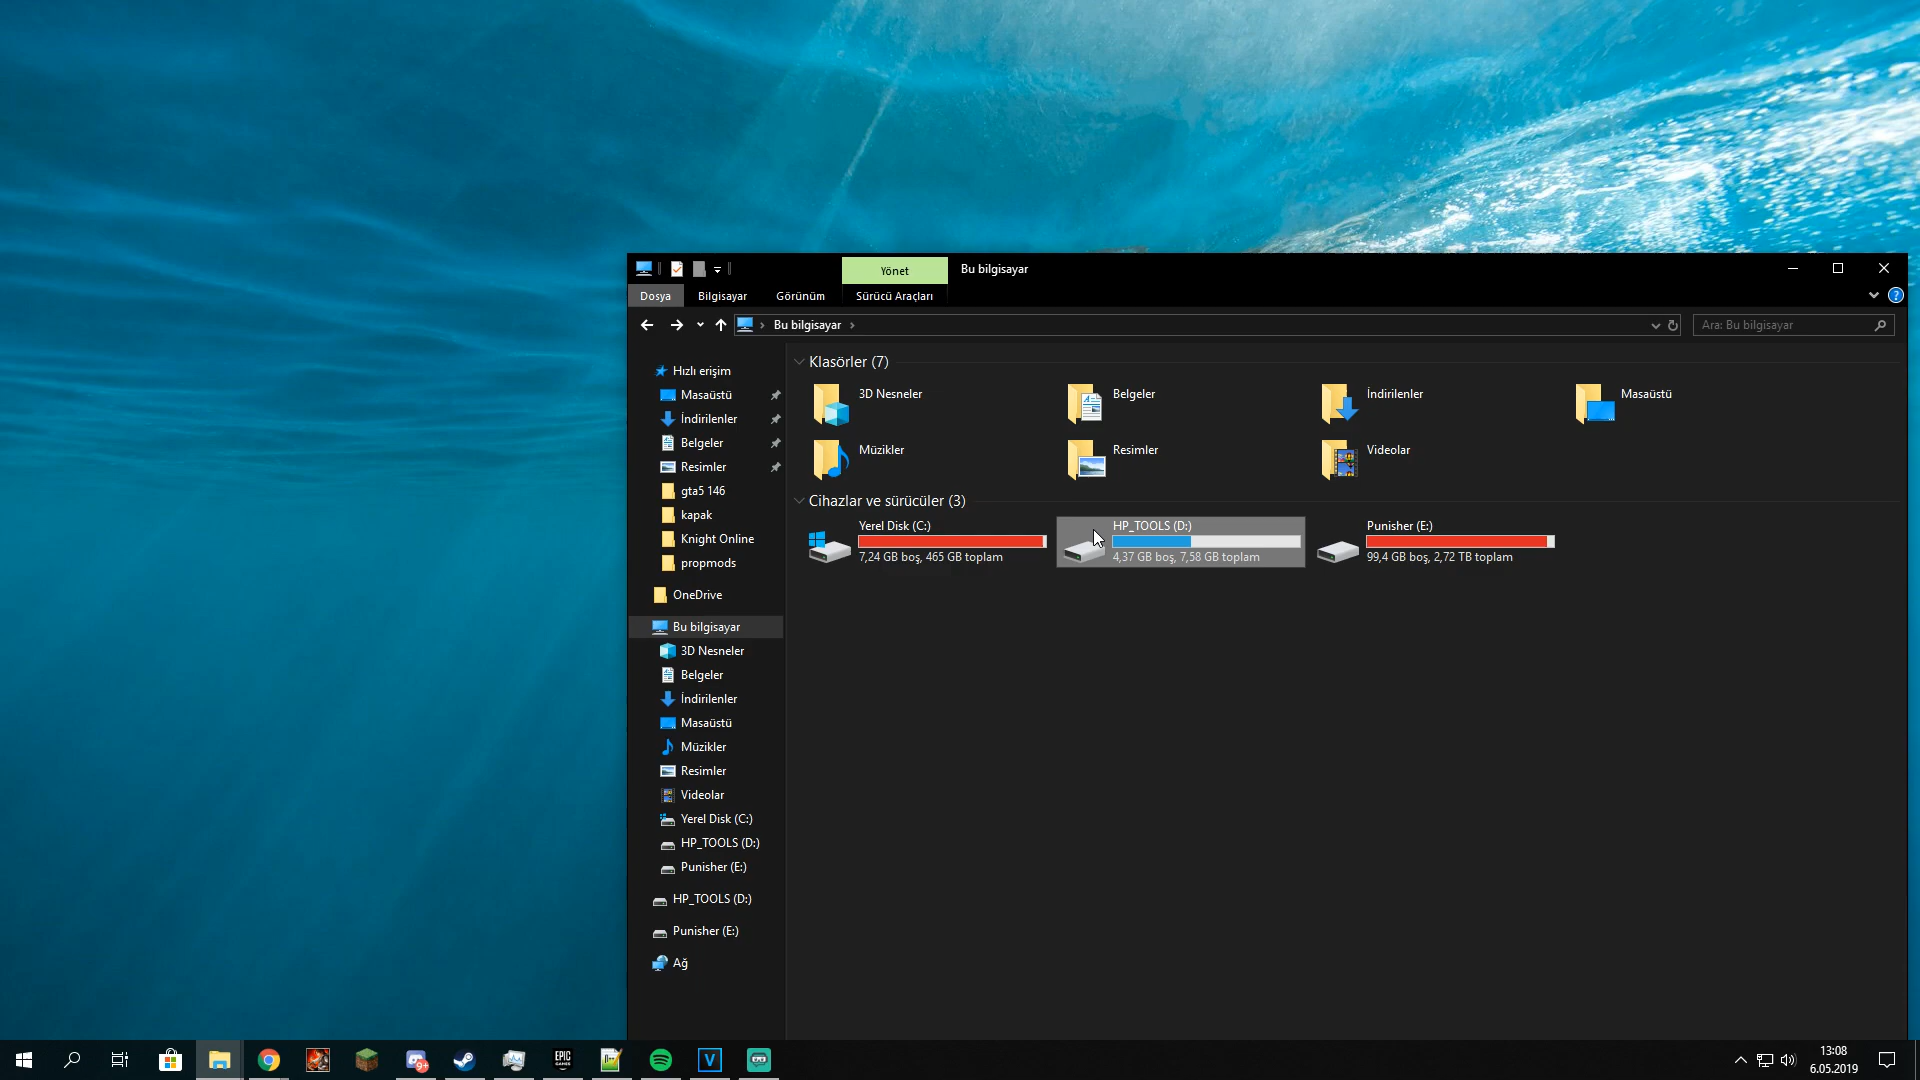 Yönet
Bu bilgisayar
Dosya
Bilgisayar
Görünüm
Sürücü Araçları
Bu bilgisayar
Ara: Bu bilgisayar
Hızlı erişim
Masaüstü
İndirilenler
Belgeler
Resimler
gta5 146
kapak
Knight Online
propmods
OneDrive
Bu bilgisayar
3D Nesneler
Belgeler
İndirilenler
Masaüstü
Müzikler
Resimler
Videolar
Yerel Disk (C:)
HP_TOOLS (D:)
Punisher (E:)
HP_TOOLS (D:)
Punisher (E:)
Ağ
Klasörler (7)
3D Nesneler
Belgeler
İndirilenler
Masaüstü
Müzikler
Resimler
Videolar
Cihazlar ve sürücüler (3)
Yerel Disk (C:)
7,24 GB boş, 465 GB toplam
HP_TOOLS (D:)
4,37 GB boş, 7,58 GB toplam
Punisher (E:)
99,4 GB boş, 2,72 TB toplam
9+
EPIC
GAMES
V
13:08
6.05.2019